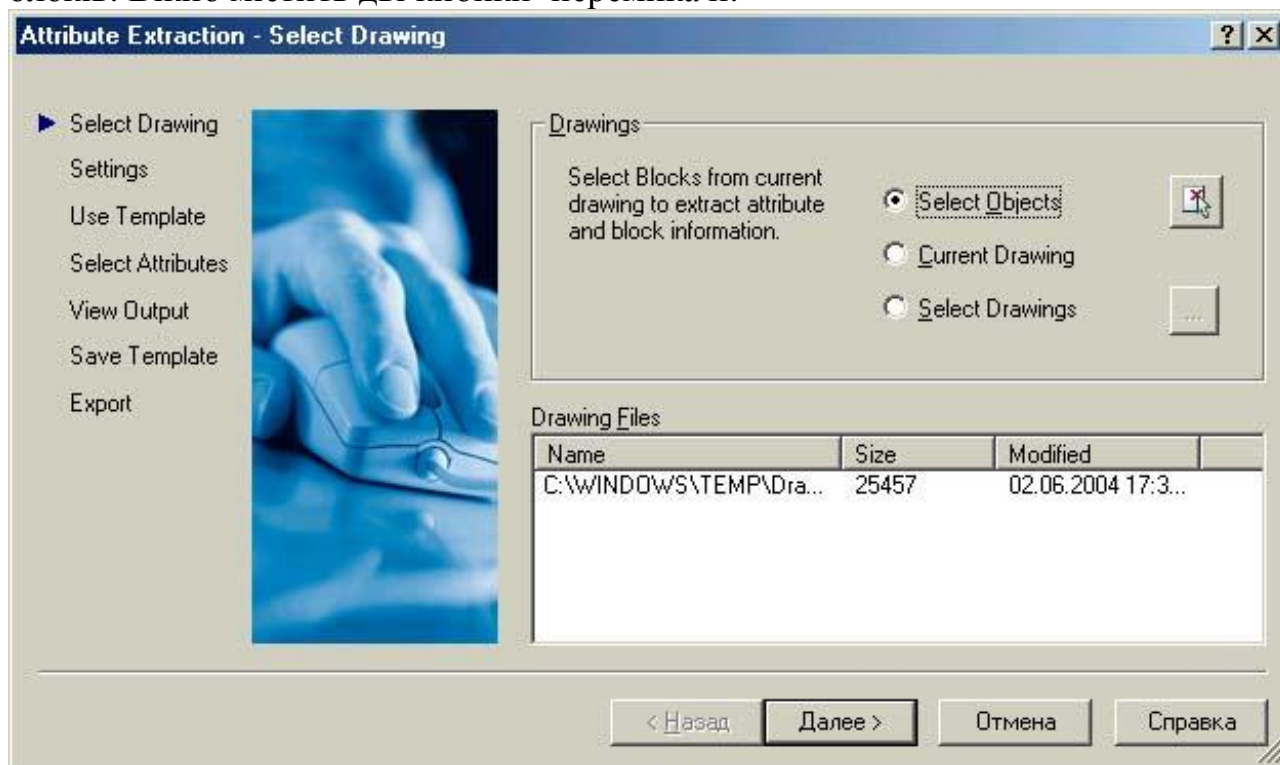 Attribute Extraction - Select Drawing
Select Drawing
Settings
Use Template
Select Attributes
View Output
Save Template
Export
Drawings
Select Blocks from current
drawing to extract attribute
and block information.
Select Objects
Current Drawing
Select Drawings
...
Drawing Files
Name Size Modified
C:\WINDOWS\TEMP\Dra... 25457 02.06.2004 17:3...
< Назад Далее > Отмена Справка